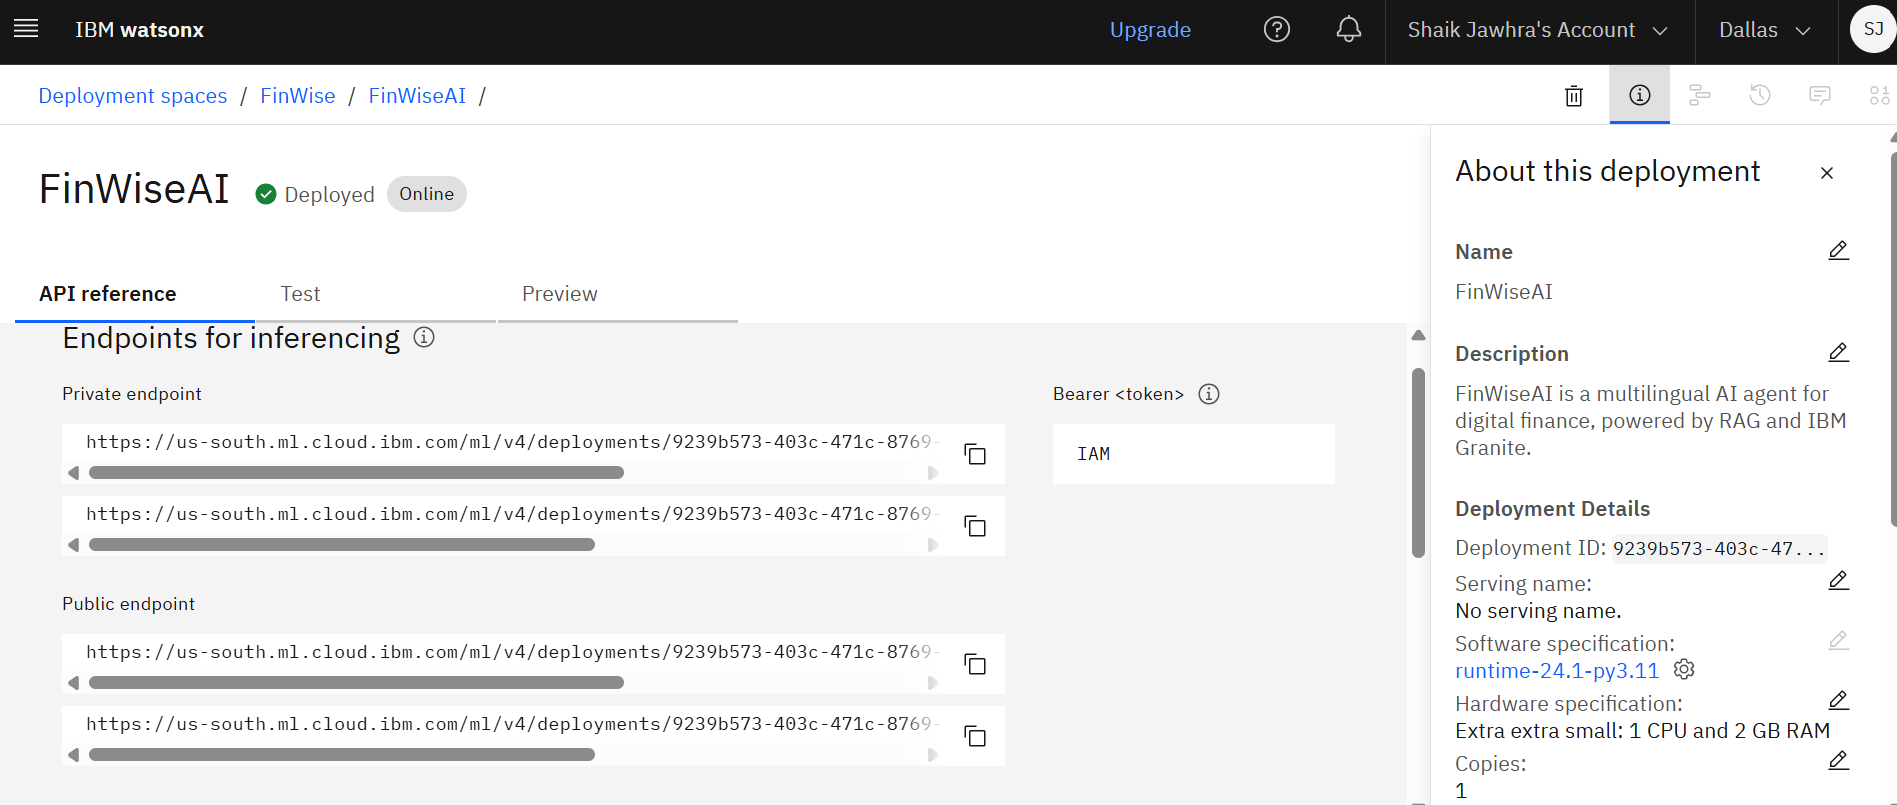 IBM watsonx
Upgrade
Shaik Jawhra's Account
Dallas
SJ
Deployment spaces / FinWise / FinWiseAI /
FinWiseAI
Deployed
Online
API reference
Test
Preview
Endpoints for inferencing
Private endpoint
https://us-south.ml.cloud.ibm.com/ml/v4/deployments/9239b573-403c-471c-8769-
https://us-south.ml.cloud.ibm.com/ml/v4/deployments/9239b573-403c-471c-8769-
Bearer <token>
IAM
Public endpoint
https://us-south.ml.cloud.ibm.com/ml/v4/deployments/9239b573-403c-471c-8769-
https://us-south.ml.cloud.ibm.com/ml/v4/deployments/9239b573-403c-471c-8769-
About this deployment
Name
FinWiseAI
Description
FinWiseAI is a multilingual AI agent for
digital finance, powered by RAG and IBM
Granite.
Deployment Details
Deployment ID: 9239b573-403c-47...
Serving name:
No serving name.
Software specification:
runtime-24.1-py3.11
Hardware specification:
Extra extra small: 1 CPU and 2 GB RAM
Copies:
1